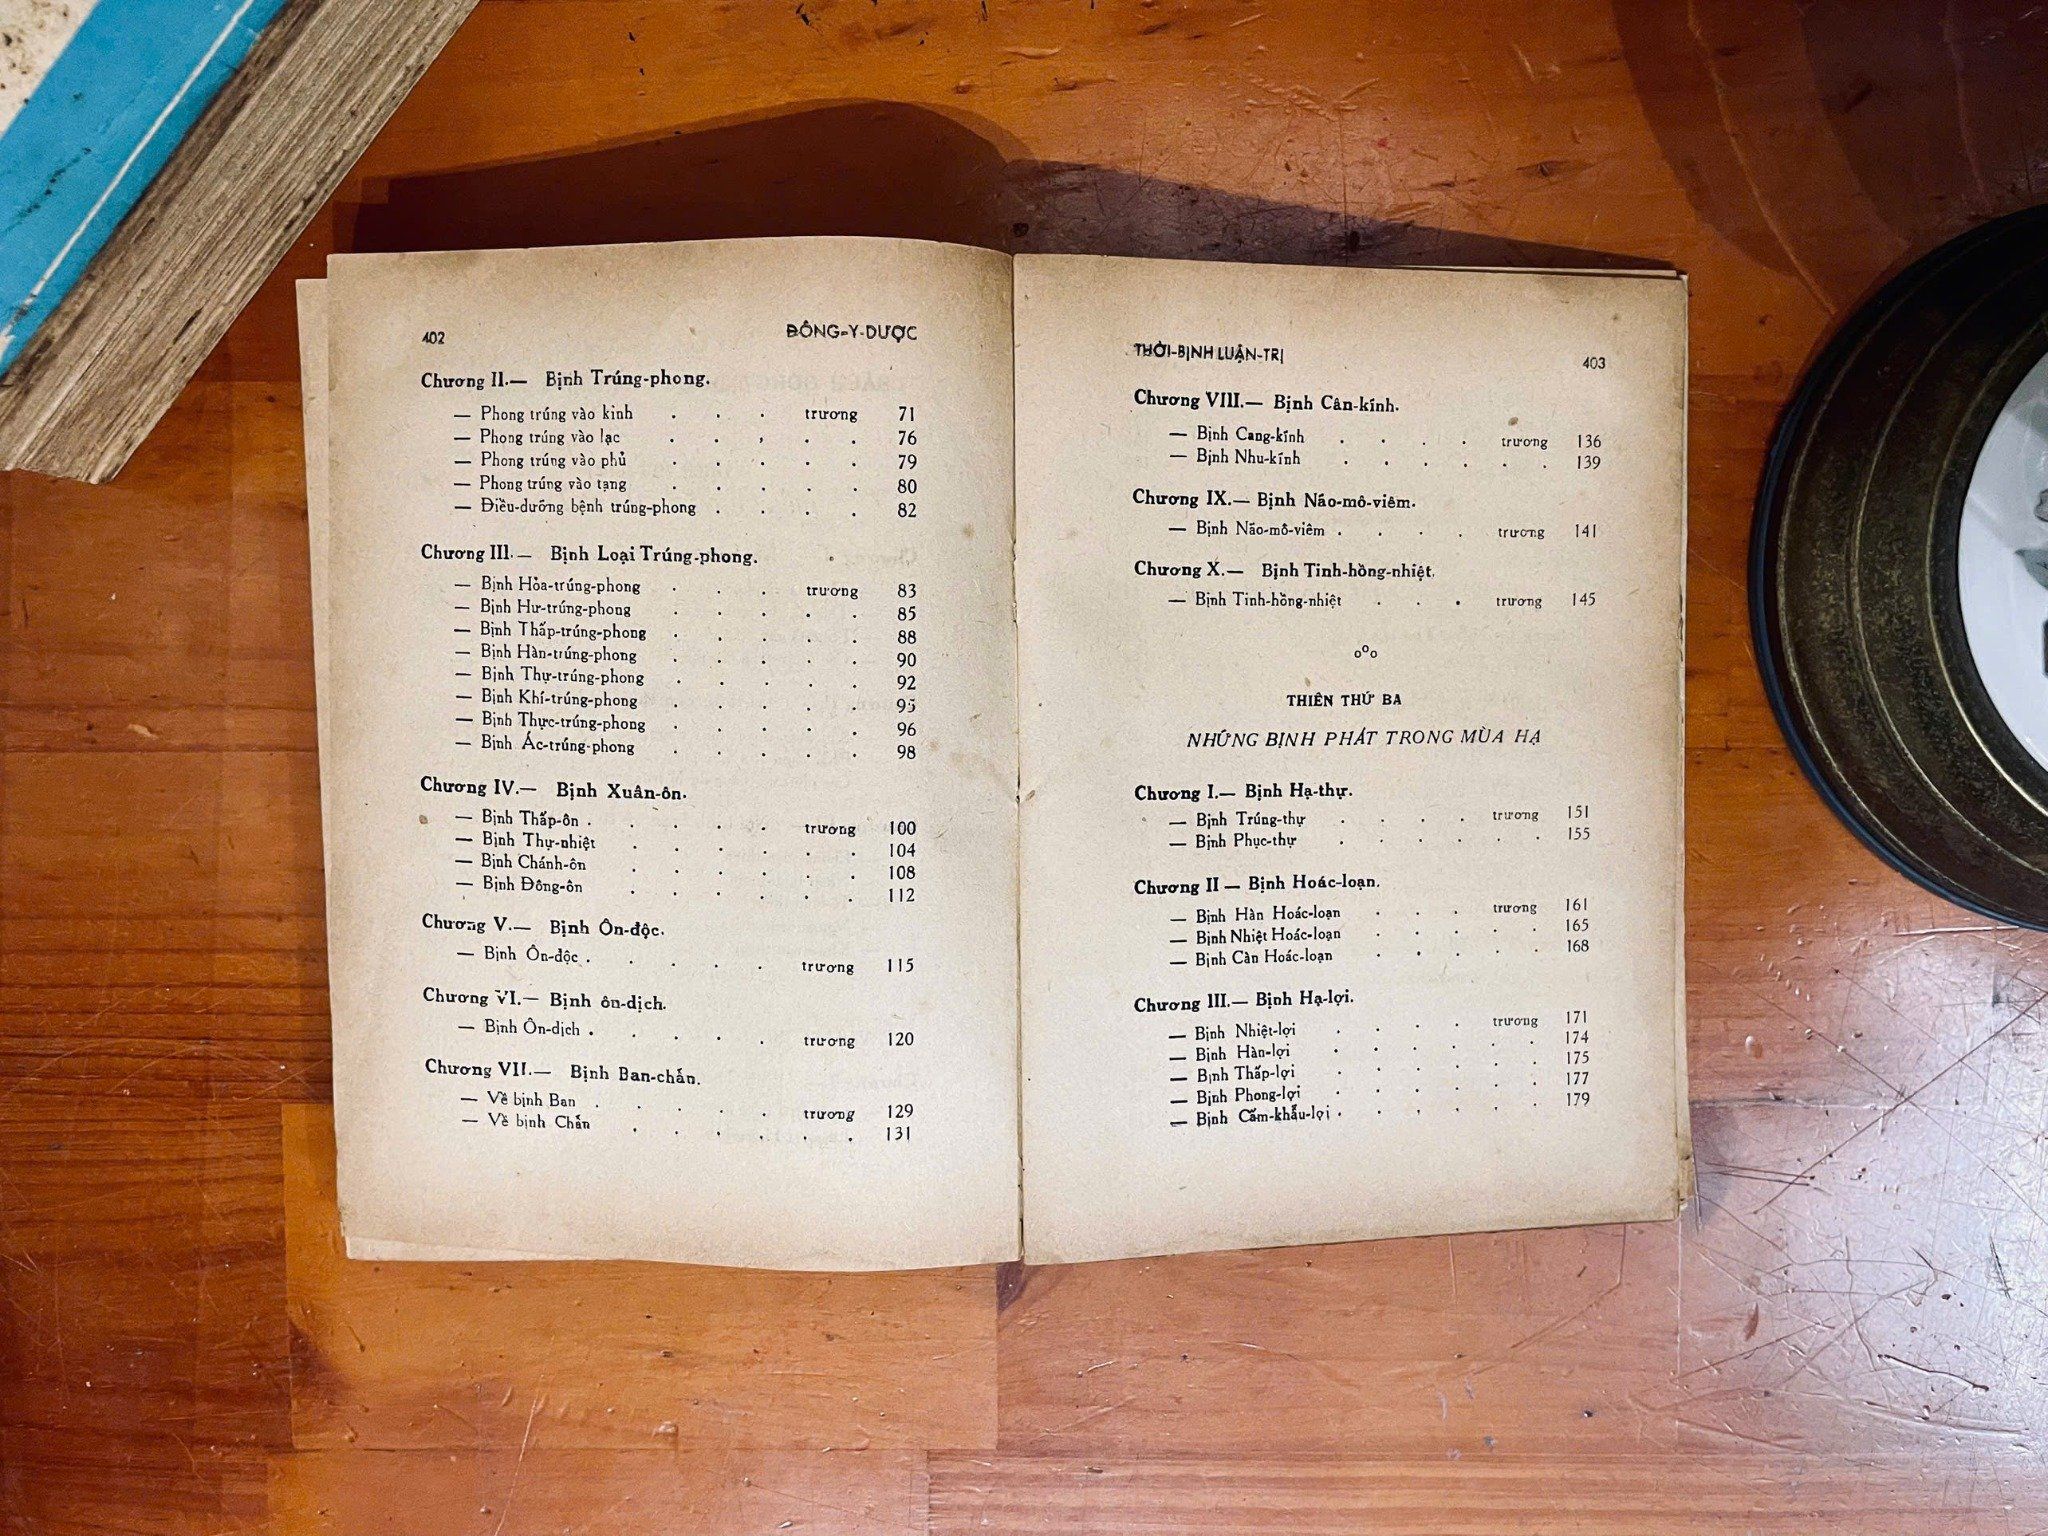 402 ĐÔNG-Y-DƯỢC
Chương II.— Bịnh Trúng-phong.
— Phong trúng vào kinh . . . trương 71
— Phong trúng vào lạc . . . . . 76
— Phong trúng vào phủ . . . . . 79
— Phong trúng vào tạng . . . . . 80
— Điều-dưỡng bệnh trúng-phong . . . . 82
Chương III.— Bịnh Loại Trúng-phong.
— Bịnh Hỏa-trúng-phong . . . trương 83
— Bịnh Hư-trúng-phong . . . . . 85
— Bịnh Thấp-trúng-phong . . . . . 88
— Bịnh Hàn-trúng-phong . . . . . 90
— Bịnh Thự-trúng-phong . . . . . 92
— Bịnh Khí-trúng-phong . . . . . 95
— Bịnh Thực-trúng-phong . . . . . 96
— Bịnh Ác-trúng-phong . . . . . 98
Chương IV.— Bịnh Xuân-ôn.
— Bịnh Thấp-ôn . . . . . trương 100
— Bịnh Thự-nhiệt . . . . . . 104
— Bịnh Chánh-ôn . . . . . . 108
— Bịnh Đông-ôn . . . . . . 112
Chương V.— Bịnh Ôn-độc.
— Bịnh Ôn-độc . . . . . trương 115
Chương VI.— Bịnh ôn-dịch.
— Bịnh Ôn-dịch . . . . . trương 120
Chương VII.— Bịnh Ban-chẩn.
— Về bịnh Ban . . . . . trương 129
— Về bịnh Chẩn . . . . . . 131
THỜI-BỊNH LUẬN-TRỊ 403
Chương VIII.— Bịnh Cân-kính.
— Bịnh Cang-kính . . . . trương 136
— Bịnh Nhu-kính . . . . . . 139
Chương IX.— Bịnh Náo-mô-viêm.
— Bịnh Náo-mô-viêm . . . . trương 141
Chương X.— Bịnh Tinh-hồng-nhiệt.
— Bịnh Tinh-hồng-nhiệt . . . trương 145
ooo
THIÊN THỨ BA
NHỮNG BỊNH PHÁT TRONG MÙA HẠ
Chương I.— Bịnh Hạ-thự.
— Bịnh Trúng-thự . . . . trương 151
— Bịnh Phục-thự . . . . . . 155
Chương II — Bịnh Hoác-loạn.
— Bịnh Hàn Hoác-loạn . . . trương 161
— Bịnh Nhiệt Hoác-loạn . . . . . 165
— Bịnh Càn Hoác-loạn . . . . . 168
Chương III.— Bịnh Hạ-lợi.
— Bịnh Nhiệt-lợi . . . . trương 171
— Bịnh Hàn-lợi . . . . . . 174
— Bịnh Thấp-lợi . . . . . . 175
— Bịnh Phong-lợi . . . . . . 177
— Bịnh Cấm-khẩu-lợi . . . . . . 179